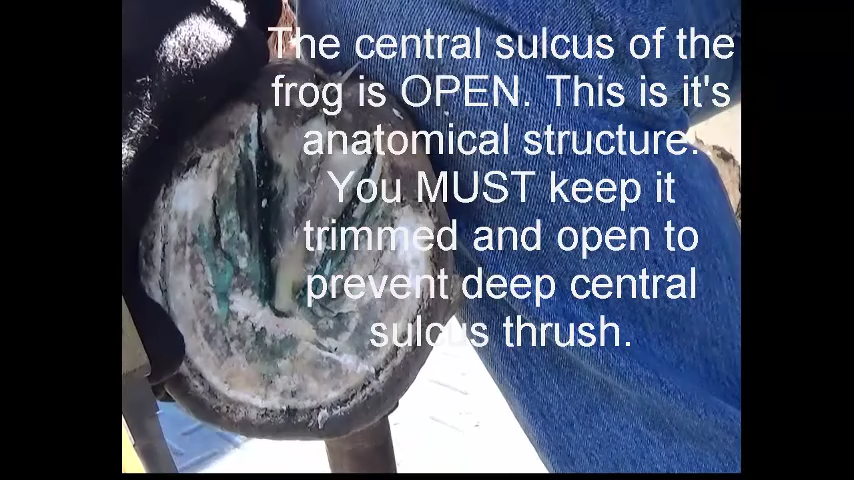 The central sulcus of the
frog is OPEN. This is it's
anatomical structure.
You MUST keep it
trimmed and open to
prevent deep central
sulcus thrush.